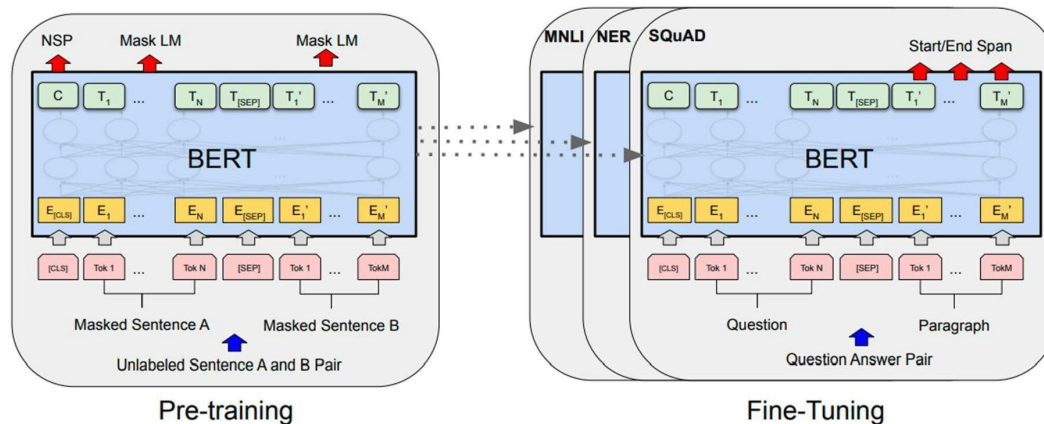 NSP Mask LM Mask LM
C T1 ... TN T[SEP] T1' ... TM'
...
BERT
...
E[CLS] E1 ... EN E[SEP] E1' ... EM'
[CLS] Tok 1 ... Tok N [SEP] Tok 1 ... TokM
Masked Sentence A Masked Sentence B
Unlabeled Sentence A and B Pair
Pre-training
MNLI NER SQuAD
Start/End Span
C T1 ... TN T[SEP] T1' ... TM'
...
BERT
...
E[CLS] E1 ... EN E[SEP] E1' ... EM'
[CLS] Tok 1 ... Tok N [SEP] Tok 1 ... TokM
Question Paragraph
Question Answer Pair
Fine-Tuning